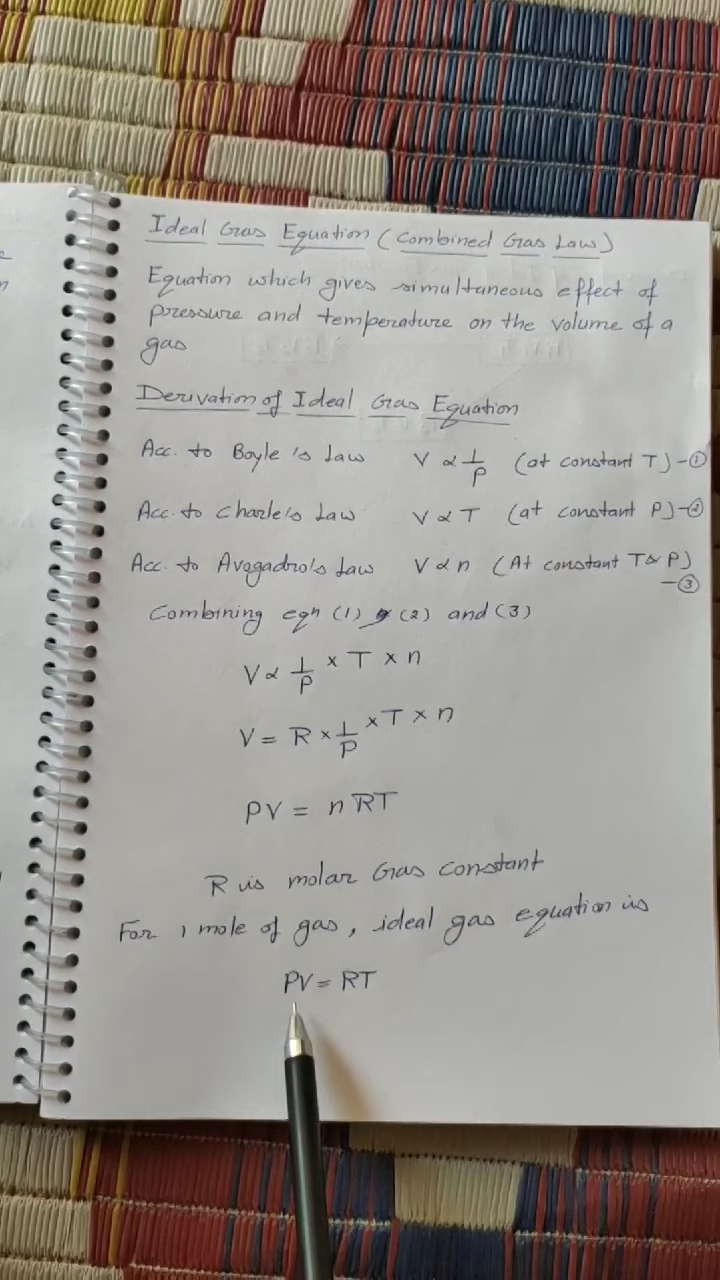 Ideal Gas Equation (Combined Gas Law)
Equation which gives simultaneous effect of
pressure and temperature on the volume of a
gas
Derivation of Ideal Gas Equation
Acc. to Boyle's Law V ∝ 1/P (at constant T) -①
Acc. to Charle's Law V ∝ T (at constant P) -②
Acc. to Avogadro's Law V ∝ n (At constant T & P)
-③
Combining eqn (1), (2) and (3)
V ∝ 1/P × T × n
V = R × 1/P × T × n
PV = nRT
R is molar Gas constant
For 1 mole of gas, ideal gas equation is
PV = RT